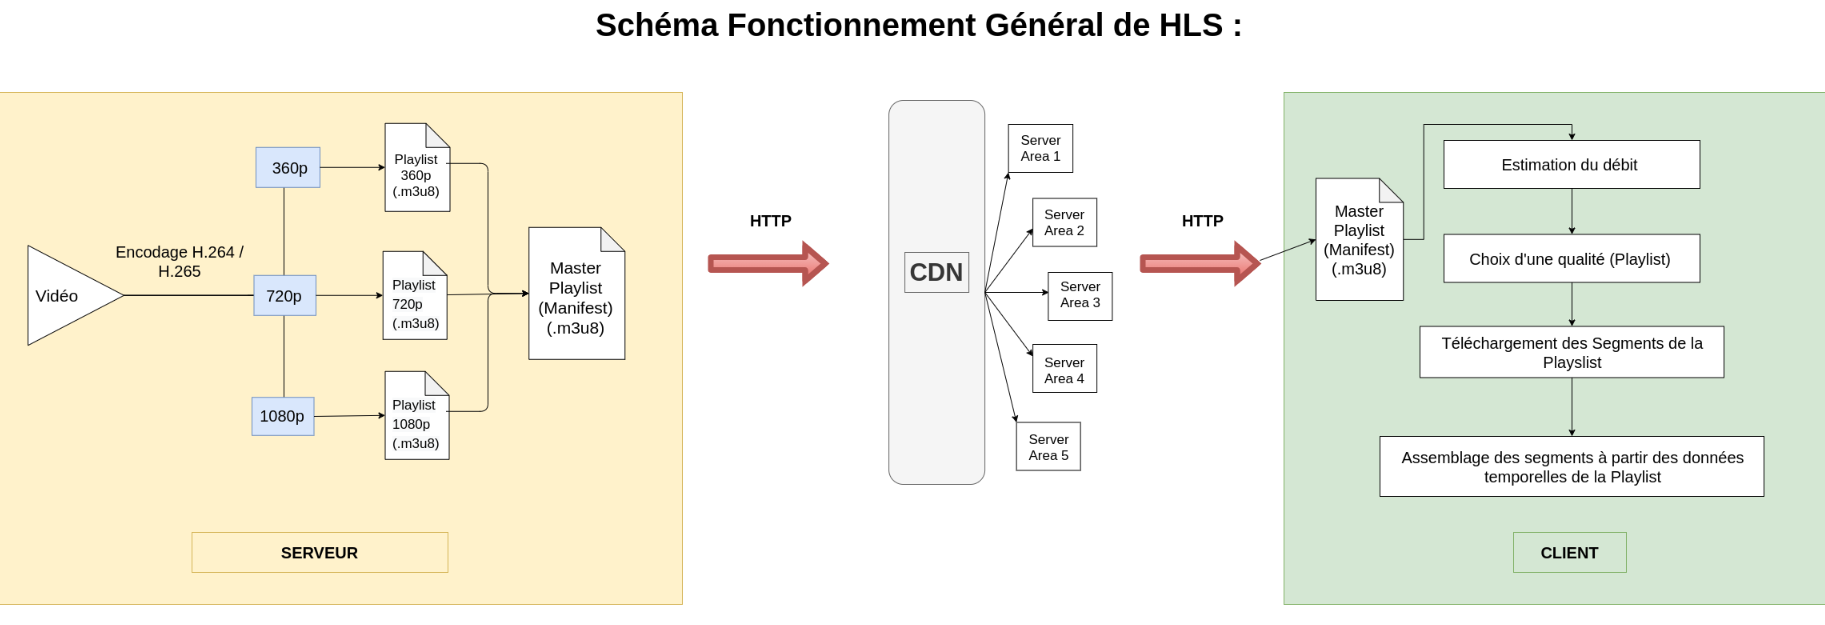 Schéma Fonctionnement Général de HLS :
Vidéo
Encodage H.264 /
H.265
360p
720p
1080p
Playlist
360p
(.m3u8)
Playlist
720p
(.m3u8)
Playlist
1080p
(.m3u8)
Master
Playlist
(Manifest)
(.m3u8)
SERVEUR
HTTP
CDN
Server
Area 1
Server
Area 2
Server
Area 3
Server
Area 4
Server
Area 5
HTTP
Master
Playlist
(Manifest)
(.m3u8)
Estimation du débit
Choix d'une qualité (Playlist)
Téléchargement des Segments de la
Playslist
Assemblage des segments à partir des données
temporelles de la Playlist
CLIENT